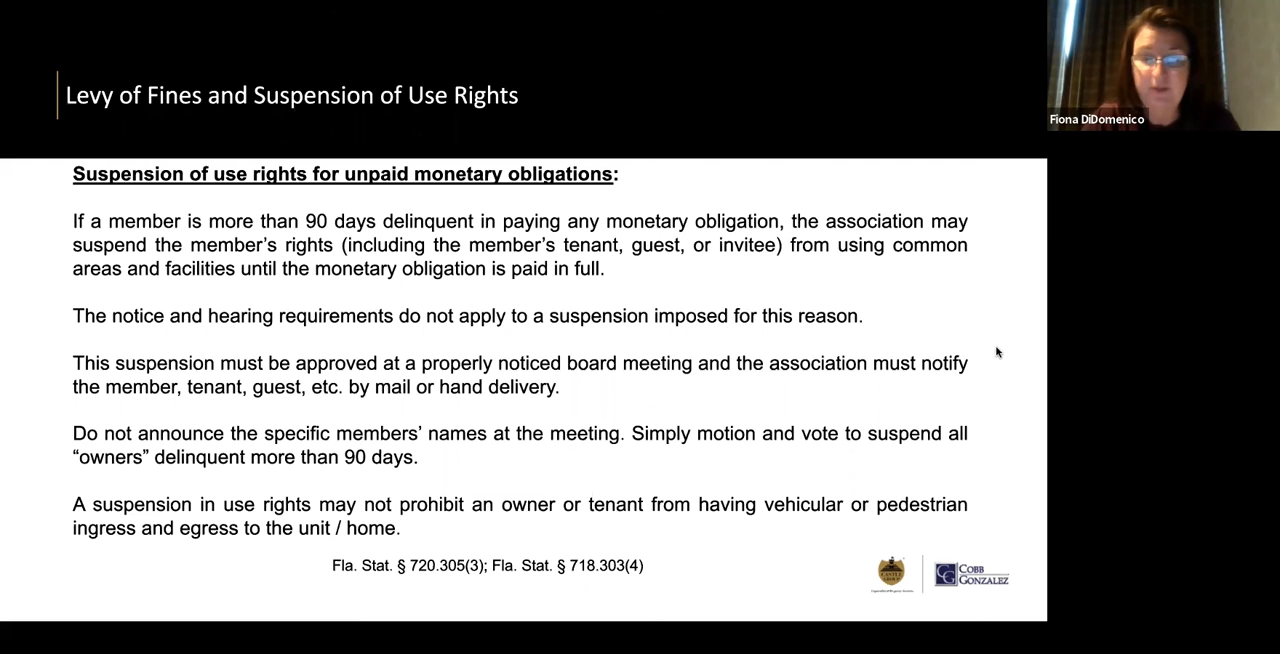 Levy of Fines and Suspension of Use Rights
Fiona DiDomenico
Suspension of use rights for unpaid monetary obligations:
If a member is more than 90 days delinquent in paying any monetary obligation, the association may
suspend the member’s rights (including the member’s tenant, guest, or invitee) from using common
areas and facilities until the monetary obligation is paid in full.
The notice and hearing requirements do not apply to a suspension imposed for this reason.
This suspension must be approved at a properly noticed board meeting and the association must notify
the member, tenant, guest, etc. by mail or hand delivery.
Do not announce the specific members’ names at the meeting. Simply motion and vote to suspend all
“owners” delinquent more than 90 days.
A suspension in use rights may not prohibit an owner or tenant from having vehicular or pedestrian
ingress and egress to the unit / home.
Fla. Stat. § 720.305(3); Fla. Stat. § 718.303(4)
CASTLE
GROUP
CG
COBB
GONZALEZ